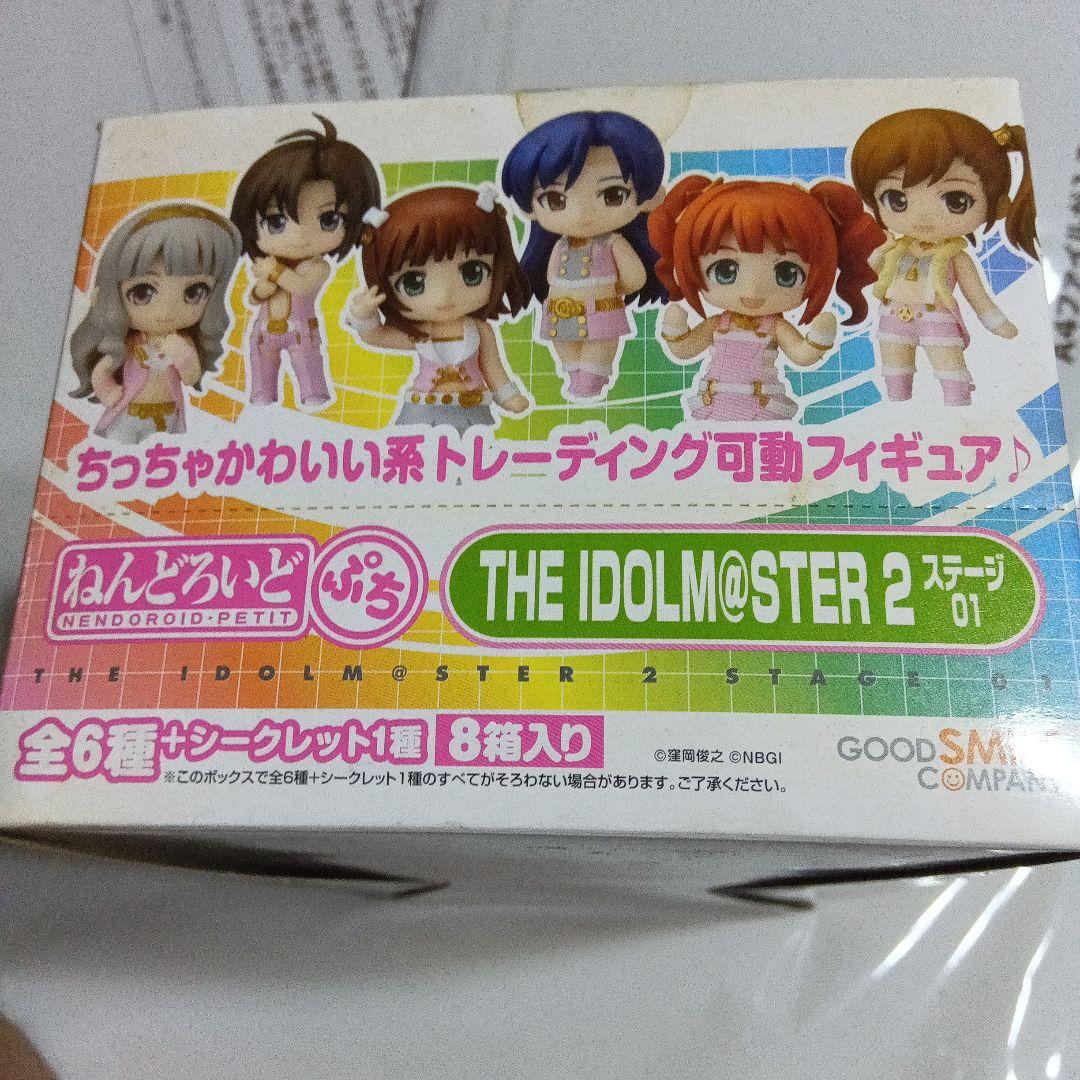 ちっちゃかわいい系トレーディング可動フィギュア♪
ねんどろいど ぷち
NENDOROID・PETIT
THE IDOLM@STER 2 ステージ 01
THE IDOLM@STER 2 STAGE 01
全6種+シークレット1種 8箱入り
©窪岡俊之 ©NBGI
※このボックスで全6種+シークレット1種のすべてがそろわない場合があります。ご了承ください。
GOOD SMILE
COMPANY